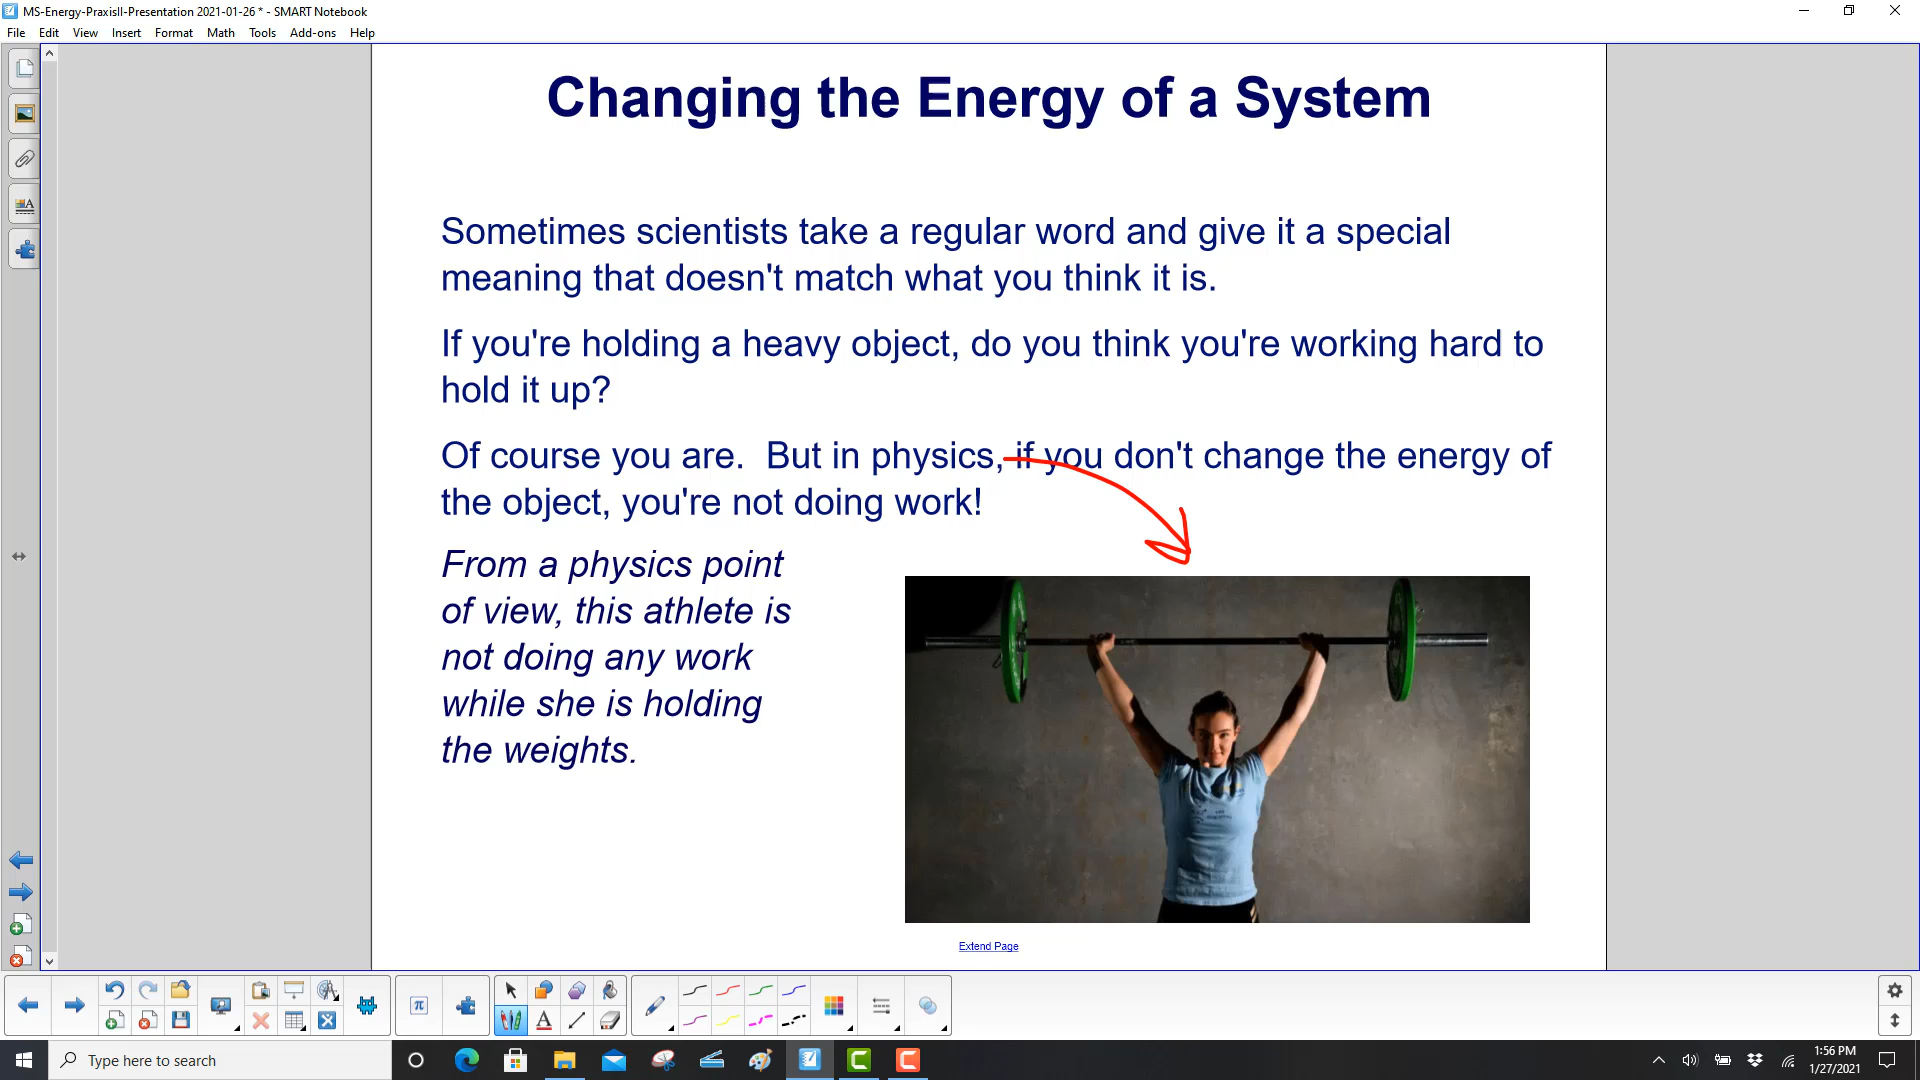 MS-Energy-PraxisII-Presentation 2021-01-26 * - SMART Notebook
File Edit View Insert Format Math Tools Add-ons Help
Changing the Energy of a System
Sometimes scientists take a regular word and give it a special
meaning that doesn't match what you think it is.
If you're holding a heavy object, do you think you're working hard to
hold it up?
Of course you are. But in physics, if you don't change the energy of
the object, you're not doing work!
From a physics point
of view, this athlete is
not doing any work
while she is holding
the weights.
Extend Page
π
A
Type here to search
1:56 PM
1/27/2021